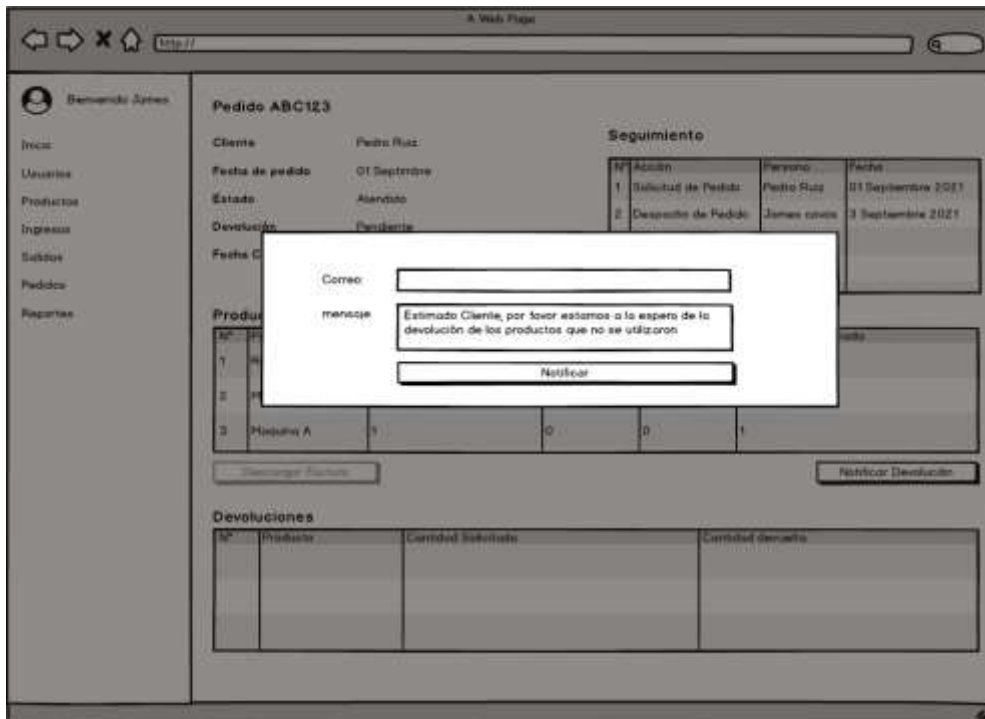 A Web Page
http://
Bienvenido James
Inicio
Usuarios
Productos
Ingresos
Salidas
Pedidos
Reportes
Pedido ABC123
Cliente Pedro Ruiz
Fecha de pedido 01 Septimbre
Estado Atendido
Devolución Pendiente
Fecha C
Seguimiento
N° Acción Persona Fecha
1 Solicitud de Pedido Pedro Ruiz 01 Septiembre 2021
2 Despacho de Pedido James 3 Septiembre 2021
Correo
mensaje Estimado Cliente, por favor estamos a la espera de la
devolución de los productos que no se utilizaron
Notificar
Produc
N°
1
2
3 Maquina A 1 0 0 1
Descargar Factura
Notificar Devolución
Devoluciones
N° Producto Cantidad Solicitada Cantidad devuelta